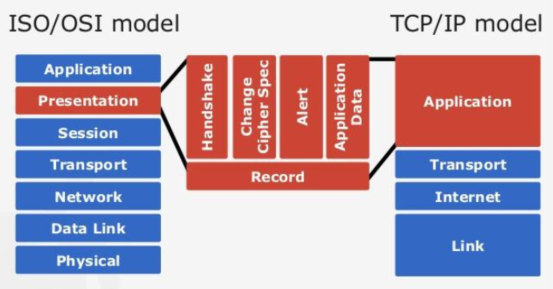 ISO/OSI model
TCP/IP model
Application
Presentation
Session
Transport
Network
Data Link
Physical
Handshake
Change
Cipher Spec
Alert
Application
Data
Record
Application
Transport
Internet
Link